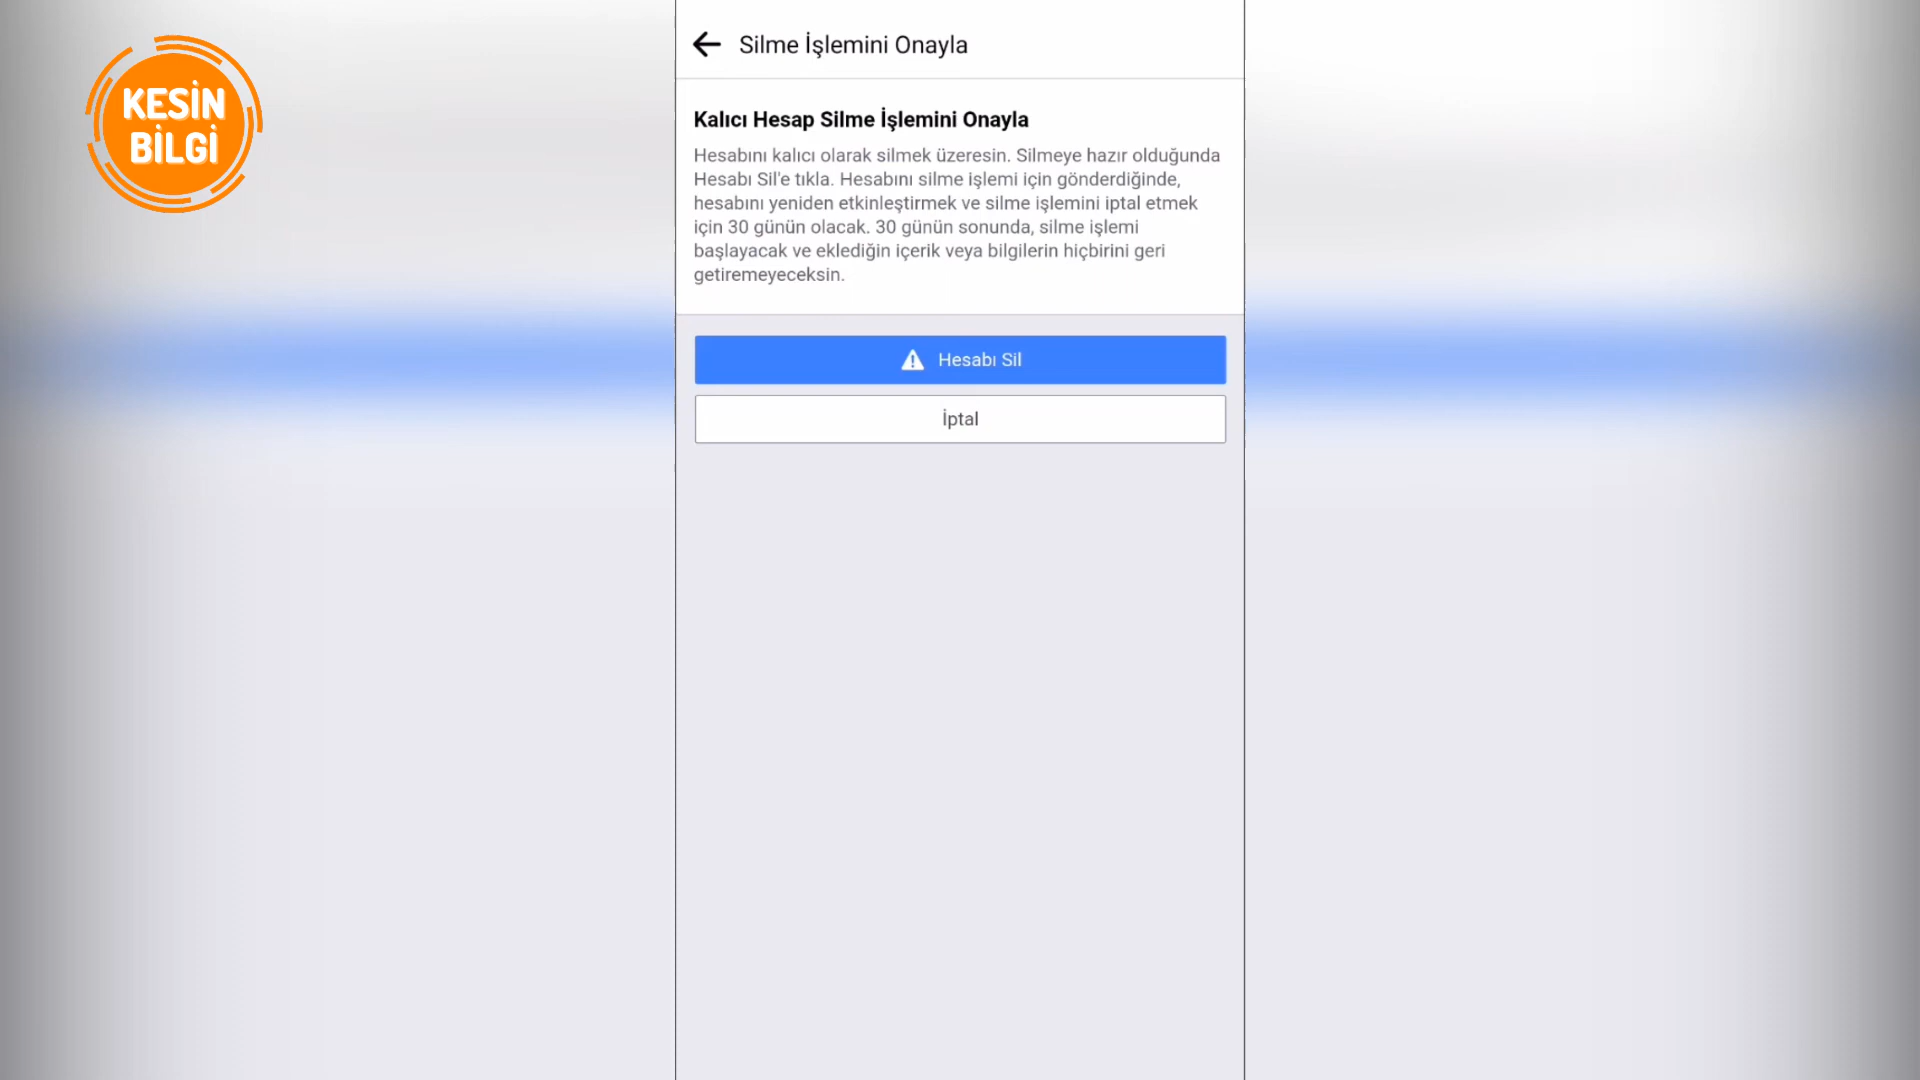 KESİN
BİLGİ
Silme İşlemini Onayla
Kalıcı Hesap Silme İşlemini Onayla
Hesabını kalıcı olarak silmek üzeresin. Silmeye hazır olduğunda
Hesabı Sil'e tıkla. Hesabını silme işlemi için gönderdiğinde,
hesabını yeniden etkinleştirmek ve silme işlemini iptal etmek
için 30 günün olacak. 30 günün sonunda, silme işlemi
başlayacak ve eklediğin içerik veya bilgilerin hiçbirini geri
getiremeyeceksin.
Hesabı Sil
İptal